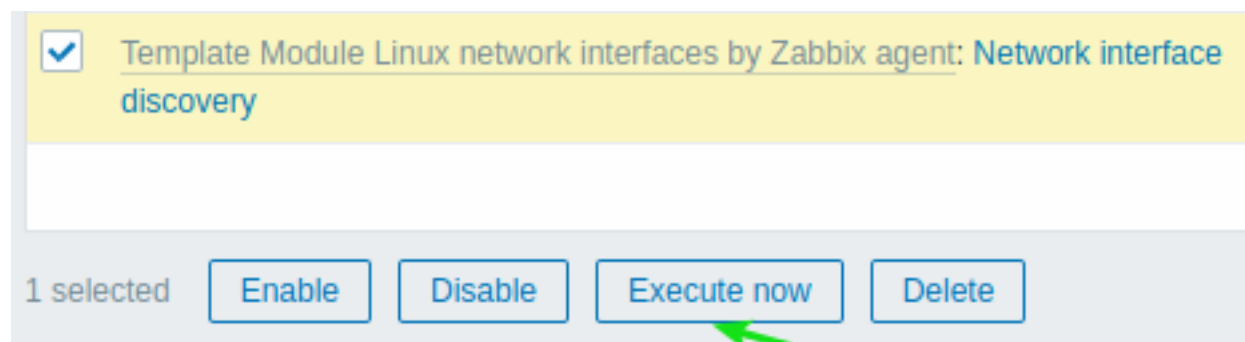 Template Module Linux network interfaces by Zabbix agent: Network interface
discovery
1 selected Enable Disable Execute now Delete